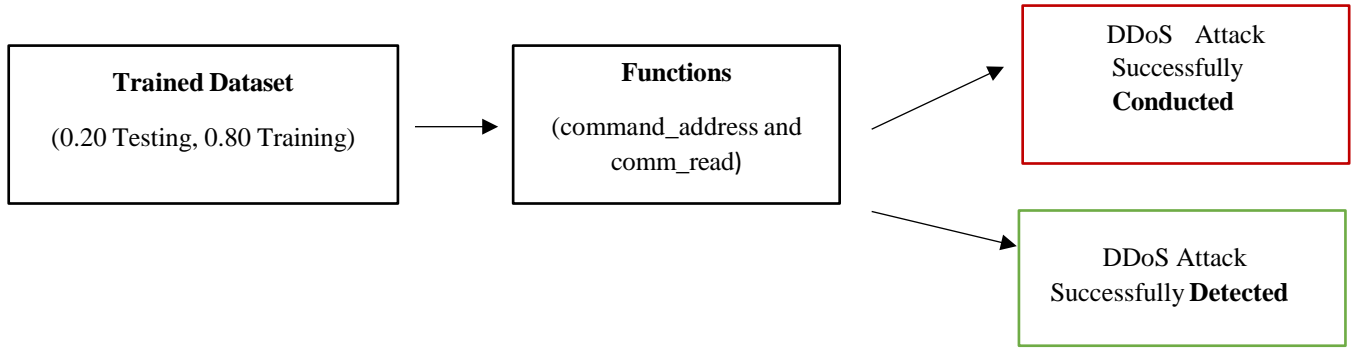 Trained Dataset
(0.20 Testing, 0.80 Training)
Functions
(command_address and
comm_read)
DDoS Attack
Successfully
Conducted
DDoS Attack
Successfully Detected